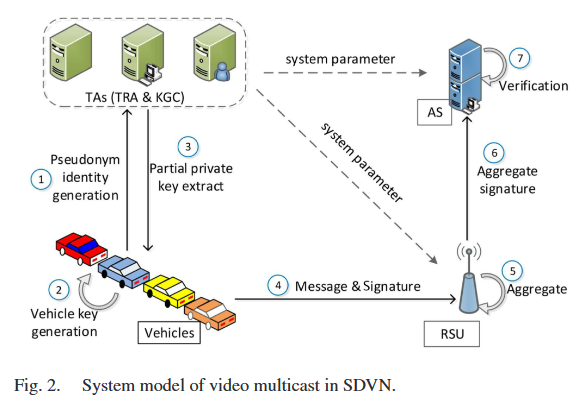 TAs (TRA & KGC)
system parameter
7
Verification
AS
1
Pseudonym
identity
generation
3
Partial private
key extract
system parameter
6
Aggregate
signature
2
Vehicle key
generation
Vehicles
4
Message & Signature
5
Aggregate
RSU
Fig. 2. System model of video multicast in SDVN.